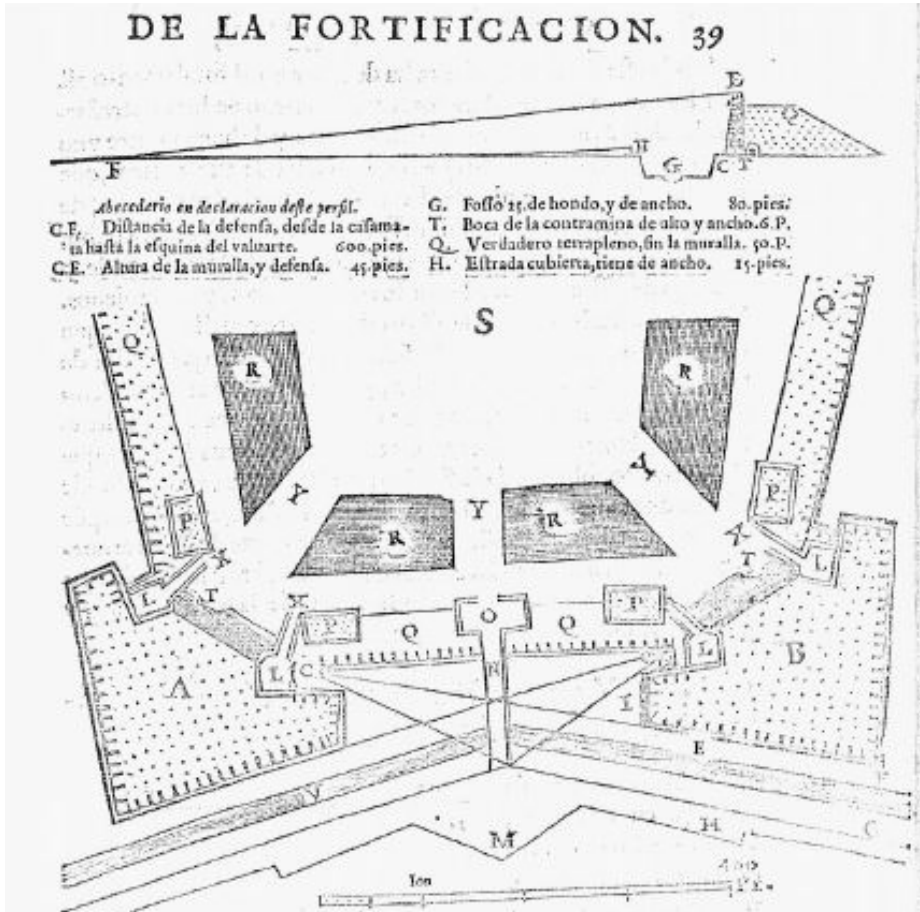 DE LA FORTIFICACION. 39
E
Q
H
F
G
C T
Abecedario en declaracion deste perfil.
C.F. Distancia de la defensa, desde la casama-
ta hasta la esquina del valuarte. 600.pies.
C.E. Altura de la muralla, y defensa. 45.pies.
G. Fosso 25.de hondo, y de ancho. 80.pies.
T. Boca de la contramina de alto y ancho.6.P.
Q. Verdadero terrapleno, sin la muralla. 50.P.
H. Estrada cubierta, tiene de ancho. 15.pies.
S
Q
Q
R
R
Y
Y
Y
P
P
R
R
X
X
L
T
T
L
X
P
O
P
Q
Q
L
C
N
L
A
B
I
E
V
G
H
M
100
400